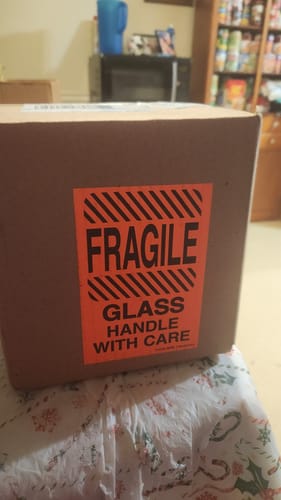 FRAGILE
GLASS
HANDLE
WITH CARE